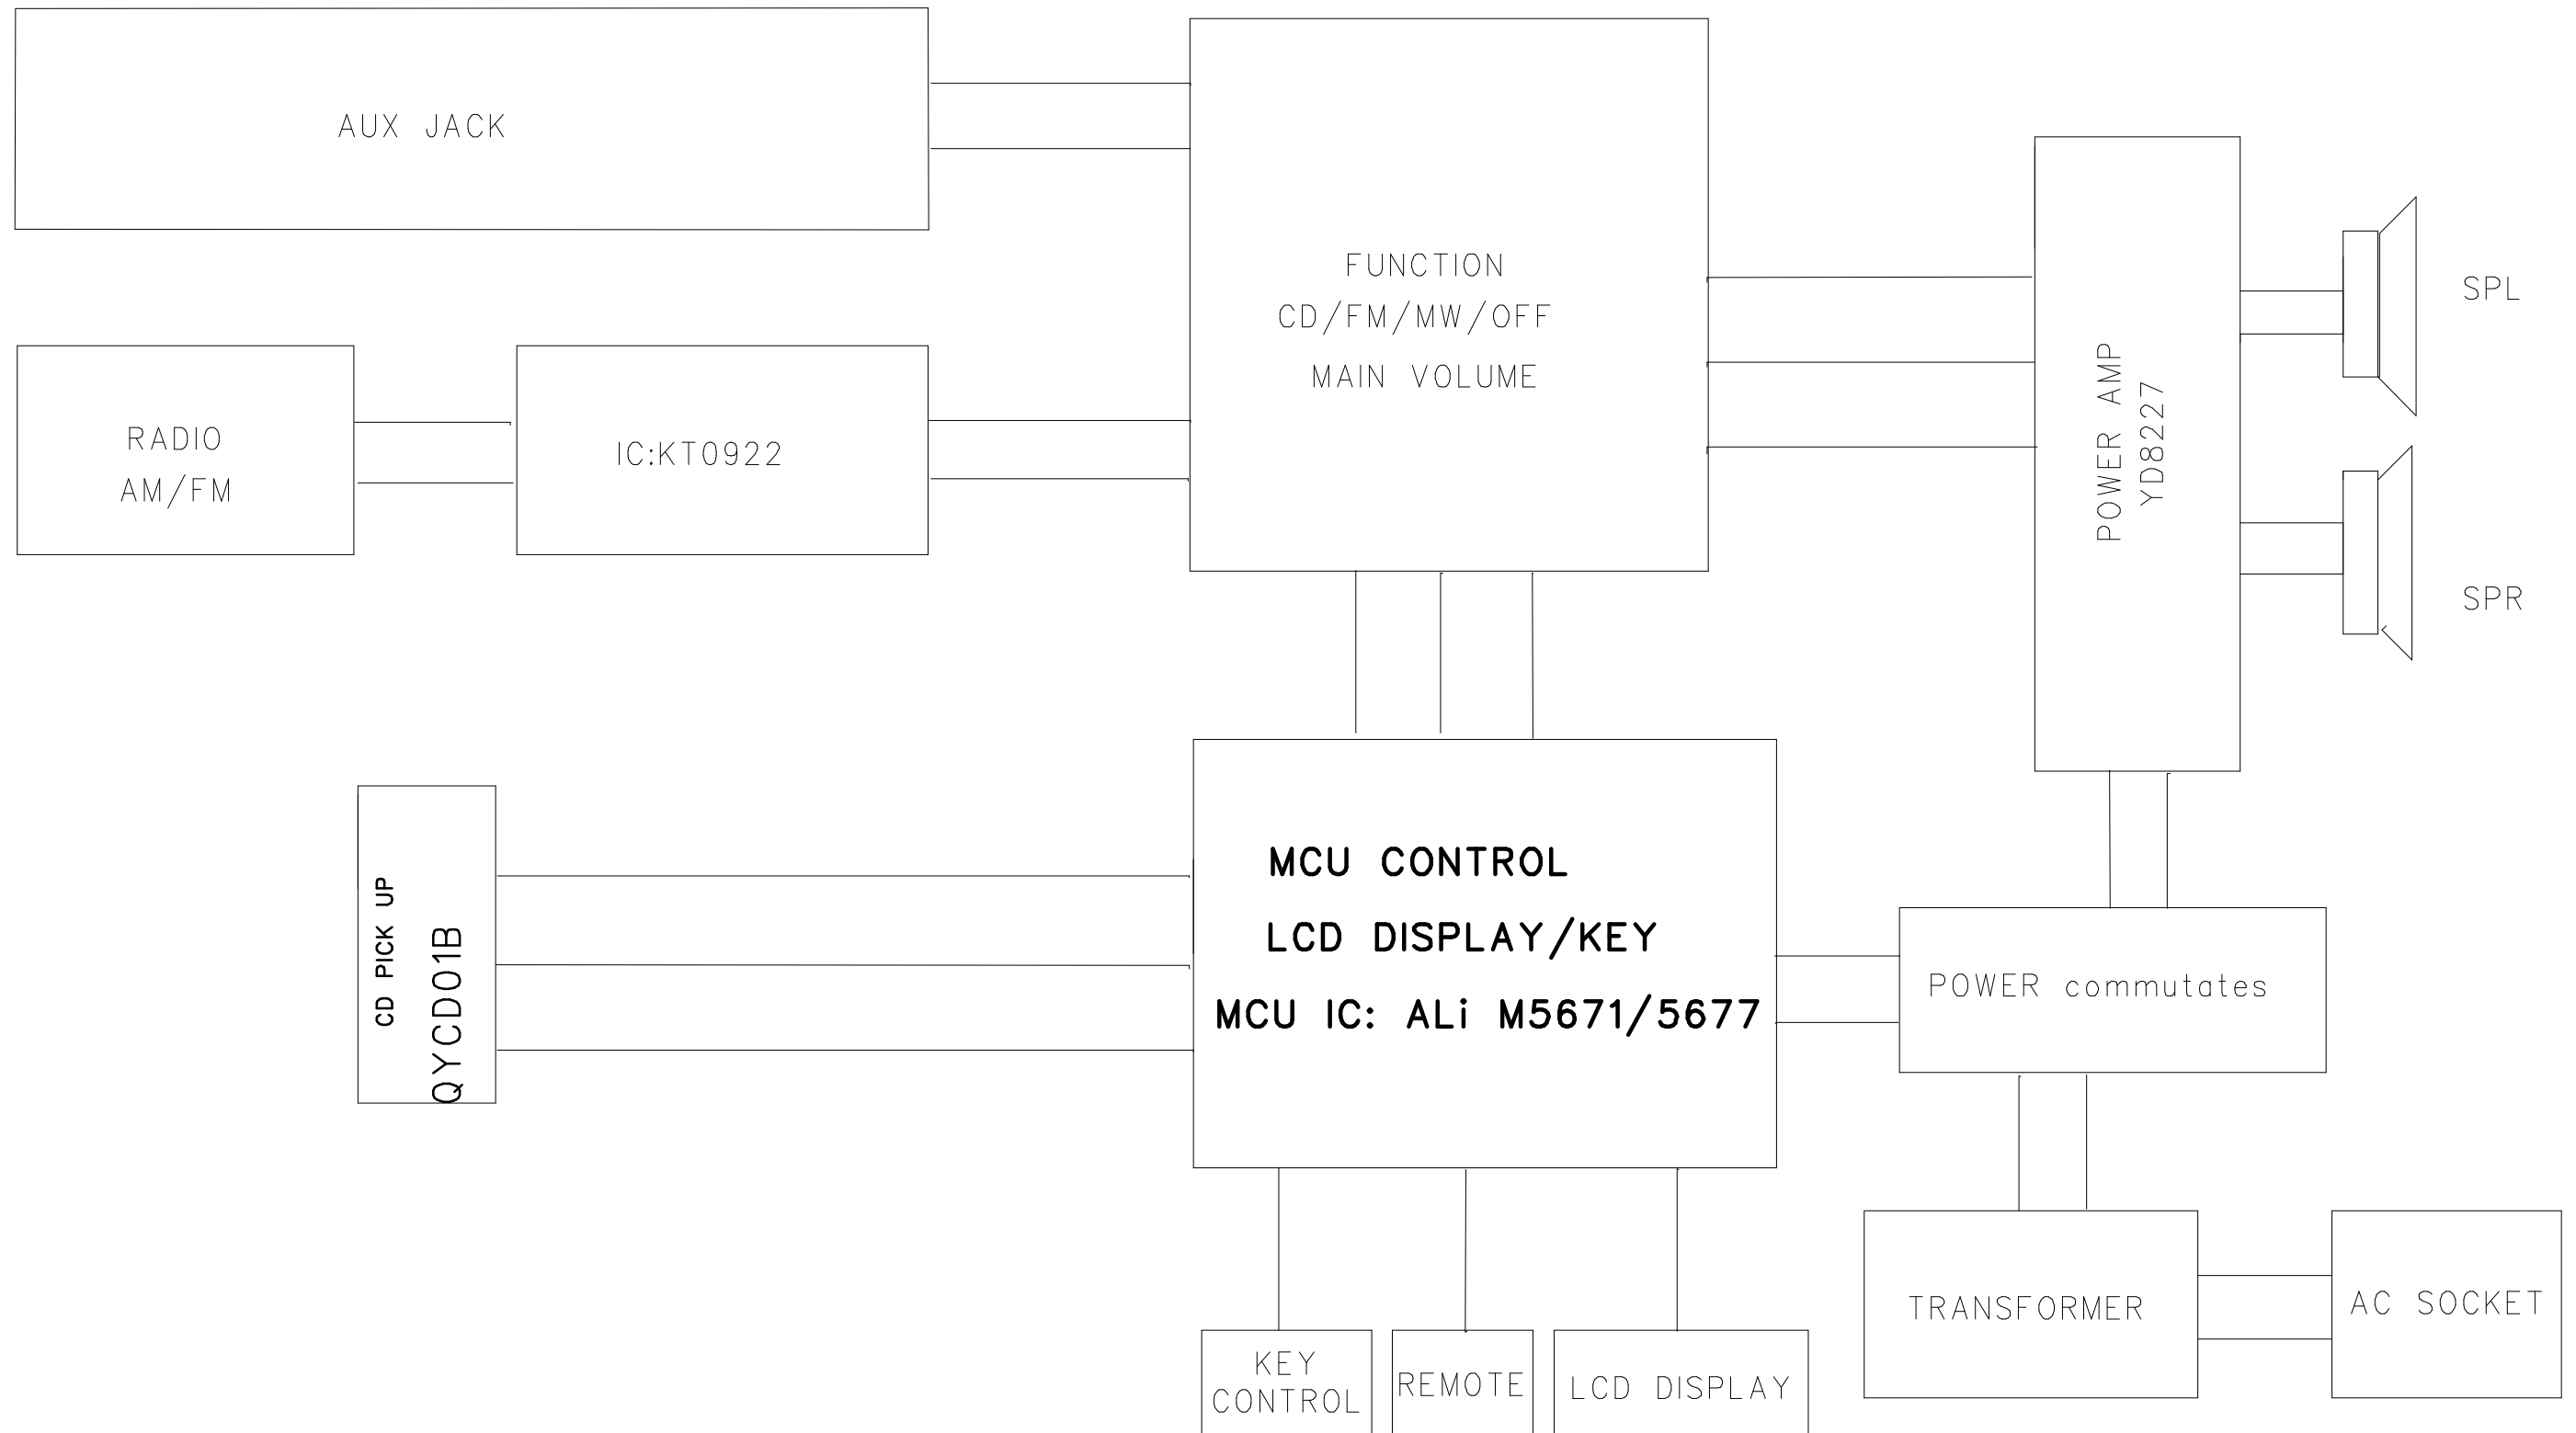 AUX JACK
FUNCTION
CD/FM/MW/OFF
MAIN VOLUME
RADIO
AM/FM
IC:KT0922
POWER AMP
YD8227
SPL
SPR
CD PICK UP
QYCD01B
MCU CONTROL
LCD DISPLAY/KEY
MCU IC: ALi M5671/5677
POWER commutates
TRANSFORMER
AC SOCKET
KEY
CONTROL
REMOTE
LCD DISPLAY